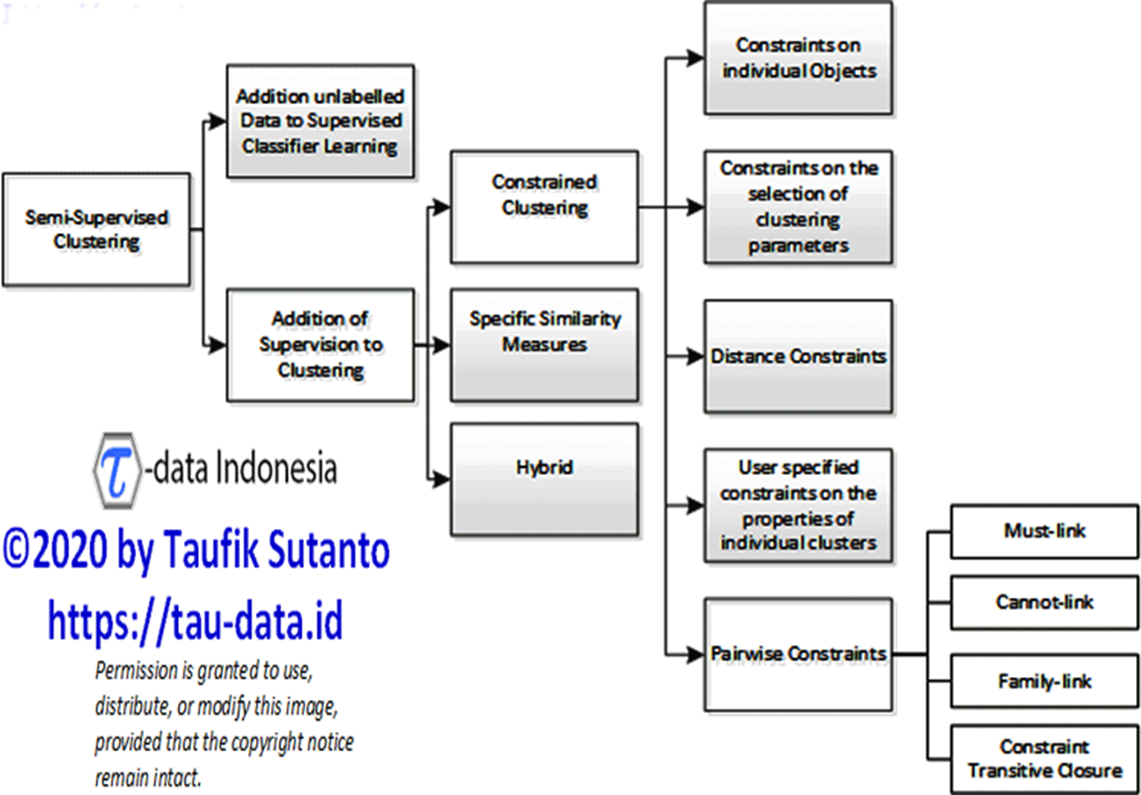 Semi-Supervised
Clustering
Addition unlabelled
Data to Supervised
Classifier Learning
Addition of
Supervision to
Clustering
Constrained
Clustering
Specific Similarity
Measures
Hybrid
Constraints on
individual Objects
Constraints on the
selection of
clustering
parameters
Distance Constraints
User specified
constraints on the
properties of
individual clusters
Pairwise Constraints
Must-link
Cannot-link
Family-link
Constraint
Transitive Closure
τ-data Indonesia
©2020 by Taufik Sutanto
https://tau-data.id
Permission is granted to use,
distribute, or modify this image,
provided that the copyright notice
remain intact.